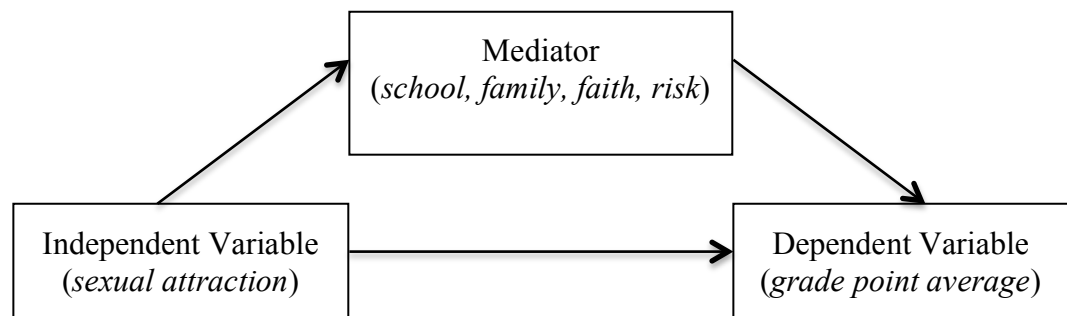 Mediator
(school, family, faith, risk)
Independent Variable
(sexual attraction)
Dependent Variable
(grade point average)